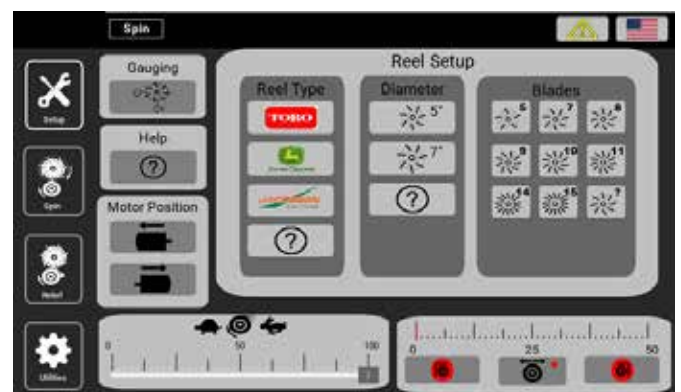 Spin
Gauging
Reel Setup
Reel Type
Diameter
Blades
TORO
5"
5
7
8
Setup
Help
?
7"
9
10
11
?
14
15
?
Spin
Motor Position
?
Relief
0
50
100
0
25
50
Utilities